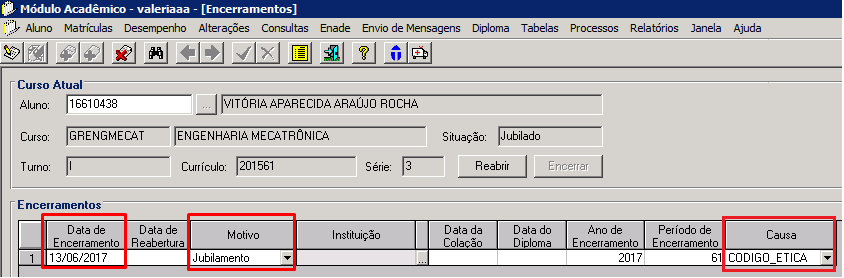 Módulo Acadêmico - valeriaaa - [Encerramentos]
Aluno Matrículas Desempenho Alterações Consultas Enade Envio de Mensagens Diploma Tabelas Processos Relatórios Janela Ajuda
Curso Atual
Aluno: 16610438 ... VITÓRIA APARECIDA ARAÚJO ROCHA
Curso: GRENGMECAT ENGENHARIA MECATRÔNICA Situação: Jubilado
Turno: I Currículo: 201561 Série: 3 Reabrir Encerrar
Encerramentos
Data de Encerramento Data de Reabertura Motivo Instituição Data da Colação Data do Diploma Ano de Encerramento Período de Encerramento Causa
1 13/06/2017 Jubilamento ... 2017 61 CODIGO_ETICA